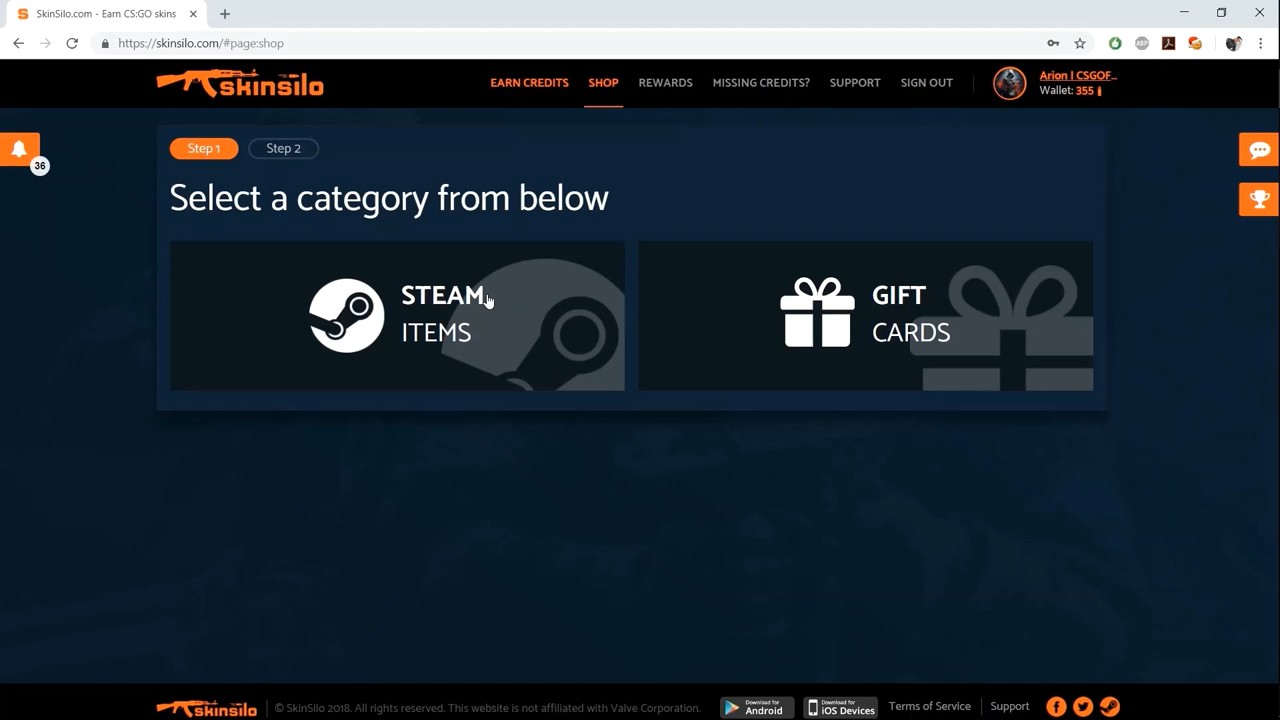 SkinSilo.com - Earn CS:GO skins
https://skinsilo.com/#page:shop
ABP
skinsilo
EARN CREDITS
SHOP
REWARDS
MISSING CREDITS?
SUPPORT
SIGN OUT
Arion | CSGOF...
Wallet: 355
36
Step 1
Step 2
Select a category from below
STEAM
ITEMS
GIFT
CARDS
skinsilo
© SkinSilo 2018. All rights reserved. This website is not affiliated with Valve Corporation.
Download for
Android
Download for
iOS Devices
Terms of Service
Support